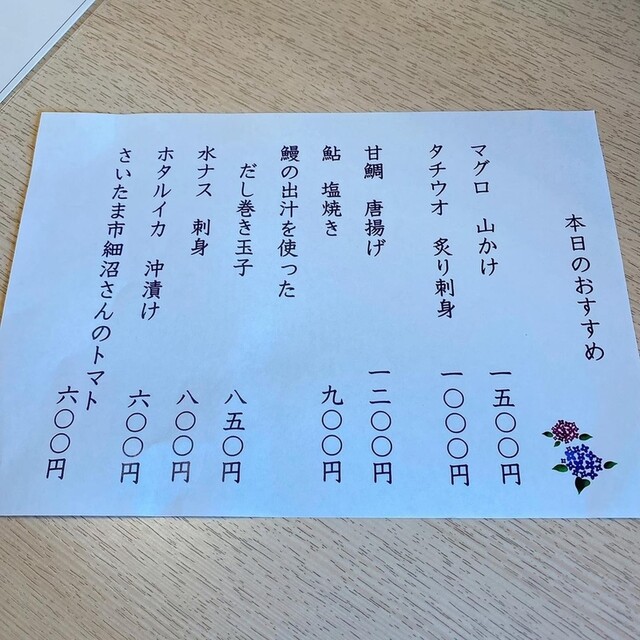 本日のおすすめ
マグロ　山かけ　一五〇〇円
タチウオ　炙り刺身　一〇〇〇円
甘鯛　唐揚げ　一二〇〇円
鮎　塩焼き　九〇〇円
鰻の出汁を使った
だし巻き玉子　八五〇円
水ナス　刺身　八〇〇円
ホタルイカ　沖漬け　六〇〇円
さいたま市細沼さんのトマト　六〇〇円